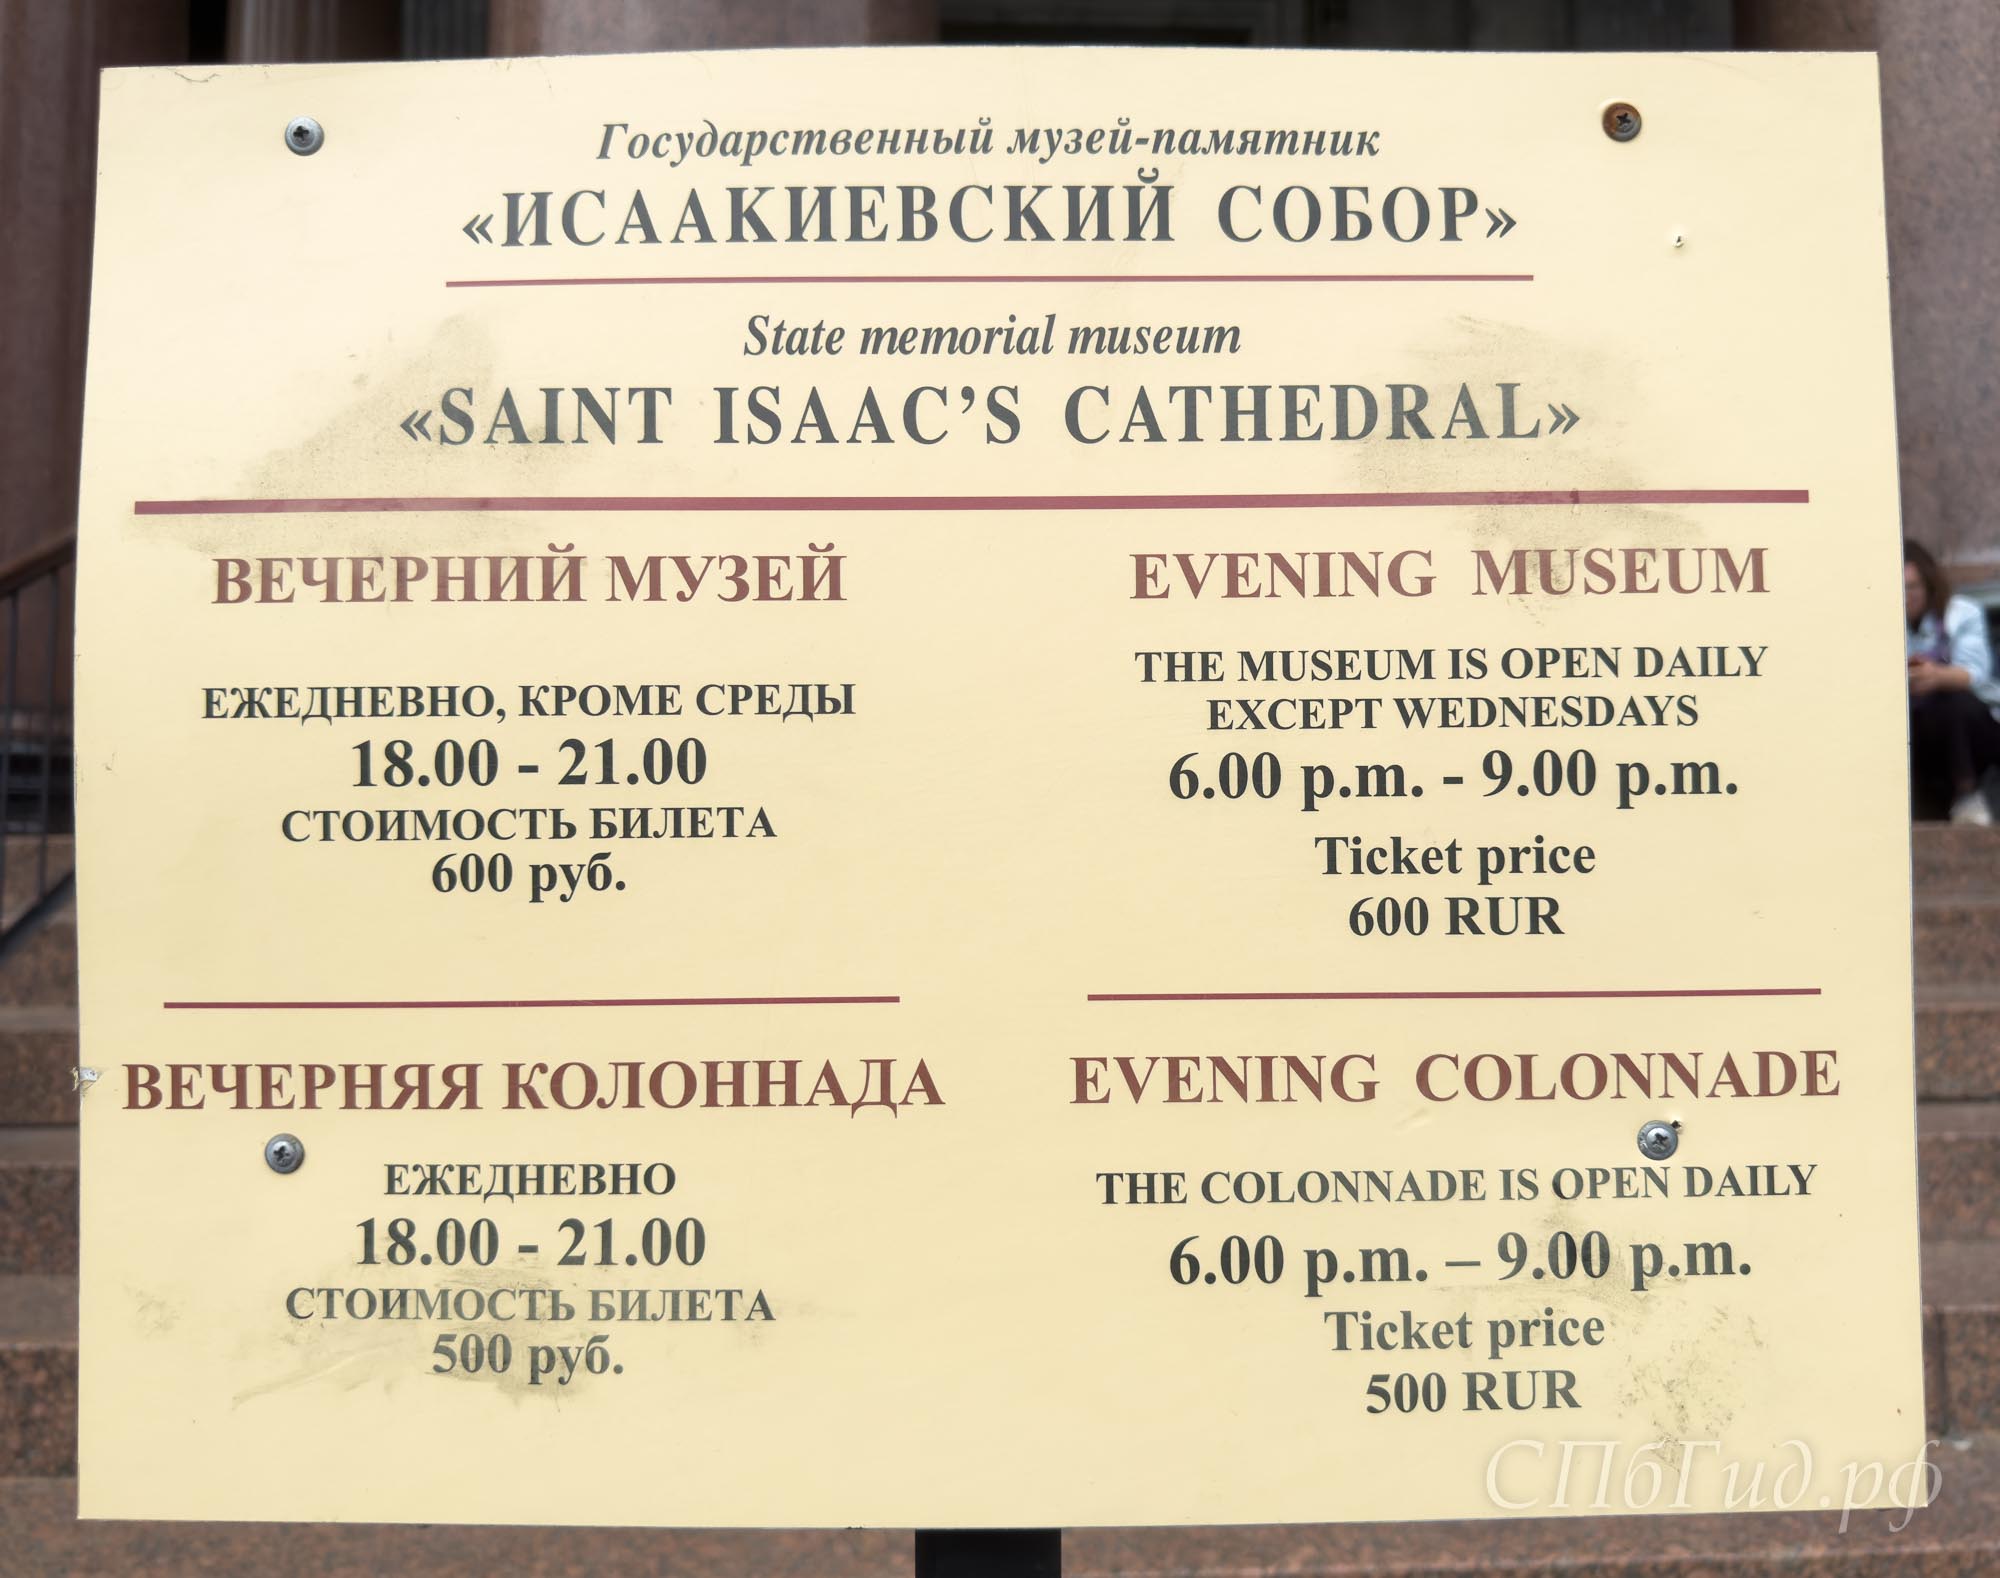 Государственный музей-памятник
«ИСААКИЕВСКИЙ СОБОР»
State memorial museum
«SAINT ISAAC’S CATHEDRAL»
ВЕЧЕРНИЙ МУЗЕЙ
ЕЖЕДНЕВНО, КРОМЕ СРЕДЫ
18.00 - 21.00
СТОИМОСТЬ БИЛЕТА
600 руб.
EVENING MUSEUM
THE MUSEUM IS OPEN DAILY
EXCEPT WEDNESDAYS
6.00 p.m. - 9.00 p.m.
Ticket price
600 RUR
ВЕЧЕРНЯЯ КОЛОННАДА
ЕЖЕДНЕВНО
18.00 - 21.00
СТОИМОСТЬ БИЛЕТА
500 руб.
EVENING COLONNADE
THE COLONNADE IS OPEN DAILY
6.00 p.m. – 9.00 p.m.
Ticket price
500 RUR
СПбГид.рф